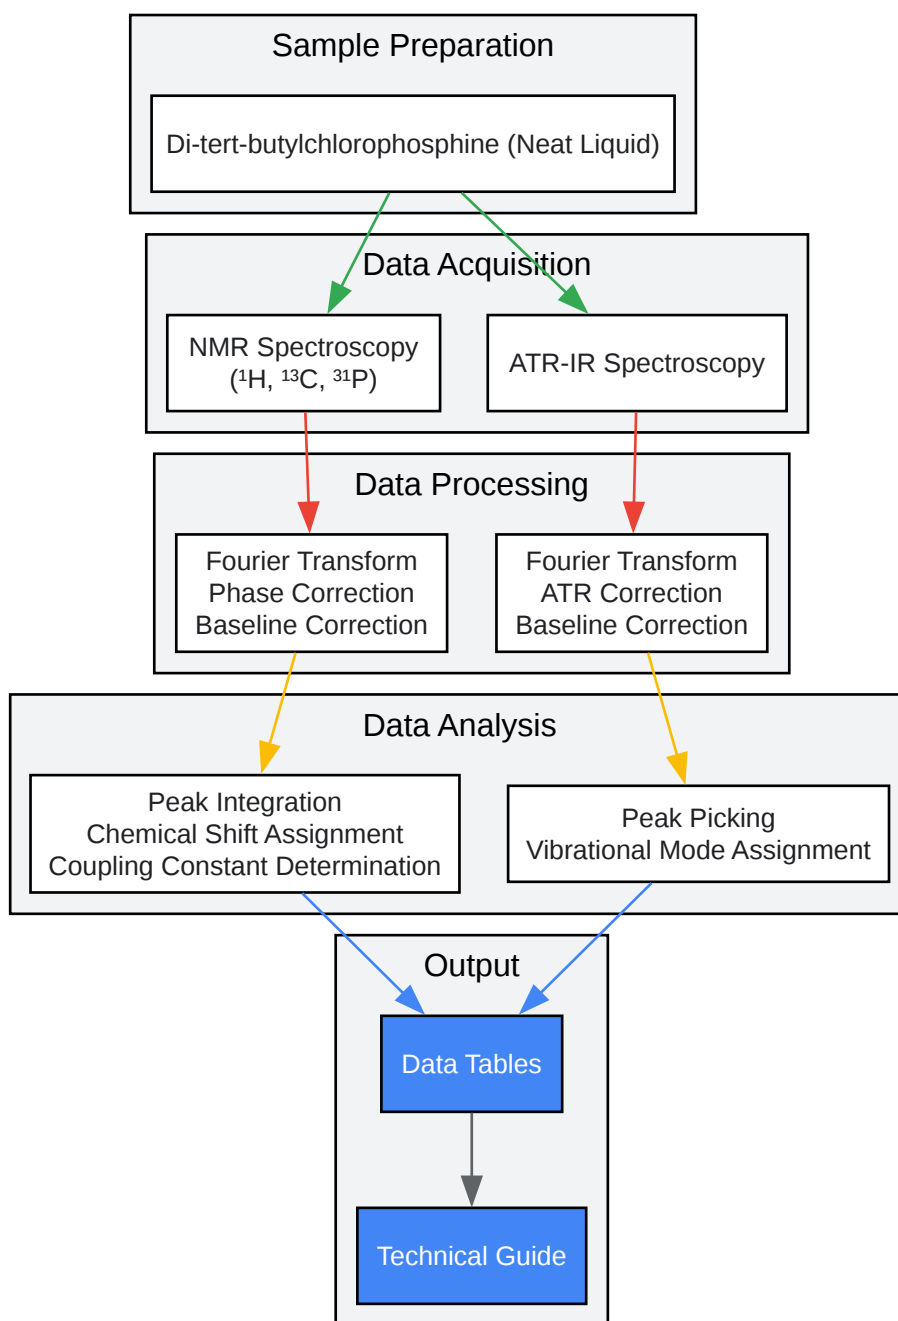 Sample Preparation
Di-tert-butylchlorophosphine (Neat Liquid)
Data Acquisition
NMR Spectroscopy
(¹H, ¹³C, ³¹P)
ATR-IR Spectroscopy
Data Processing
Fourier Transform
Phase Correction
Baseline Correction
Fourier Transform
ATR Correction
Baseline Correction
Data Analysis
Peak Integration
Chemical Shift Assignment
Coupling Constant Determination
Peak Picking
Vibrational Mode Assignment
Output
Data Tables
Technical Guide